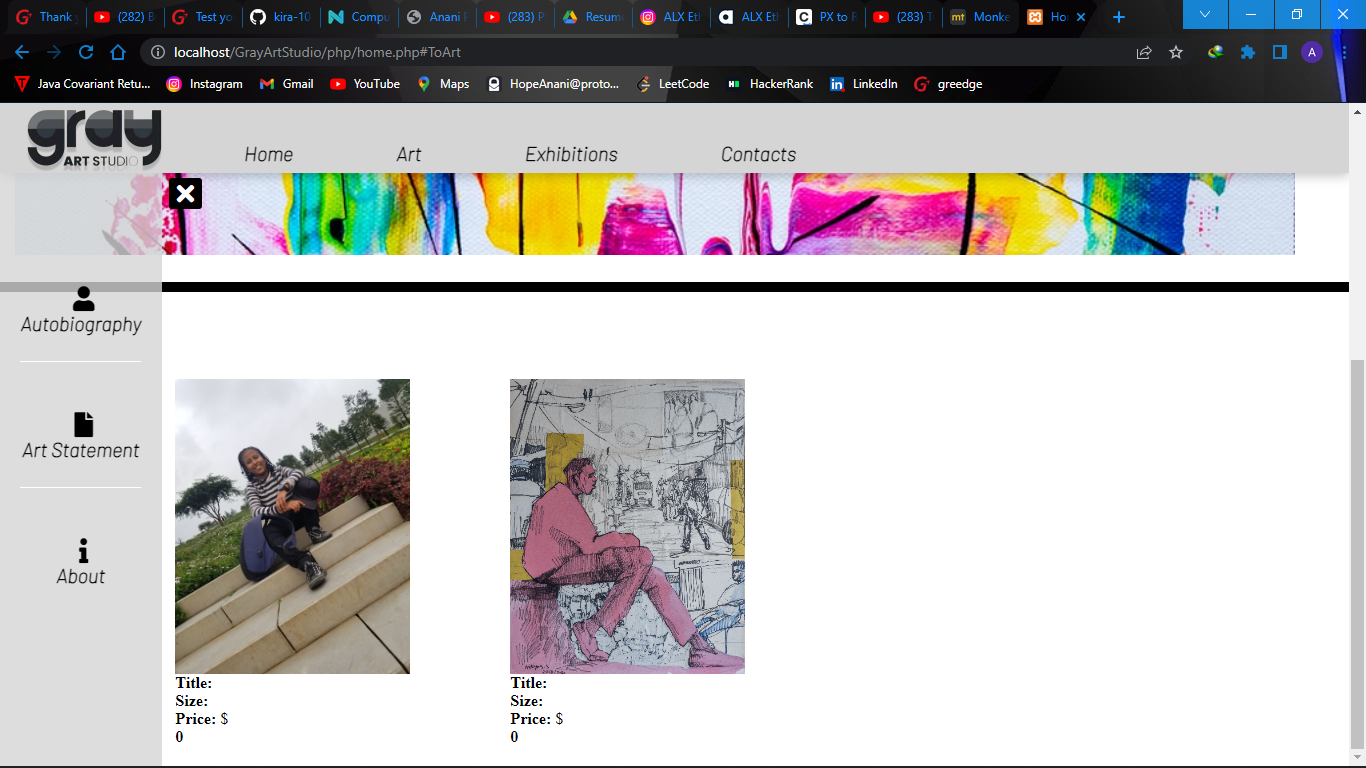 Thank y
(282) B
Test yo
kira-10
Compu
Anani F
(283) P
Resum
ALX Eth
ALX Eth
PX to F
(283) T
Monke
Ho
localhost/GrayArtStudio/php/home.php#ToArt
A
Java Covariant Retu...
Instagram
Gmail
YouTube
Maps
HopeAnani@proto...
LeetCode
HackerRank
LinkedIn
greedge
gray
ART STUDIO
Home
Art
Exhibitions
Contacts
Autobiography
Art Statement
About
Title:
Size:
Price: $
0
Title:
Size:
Price: $
0